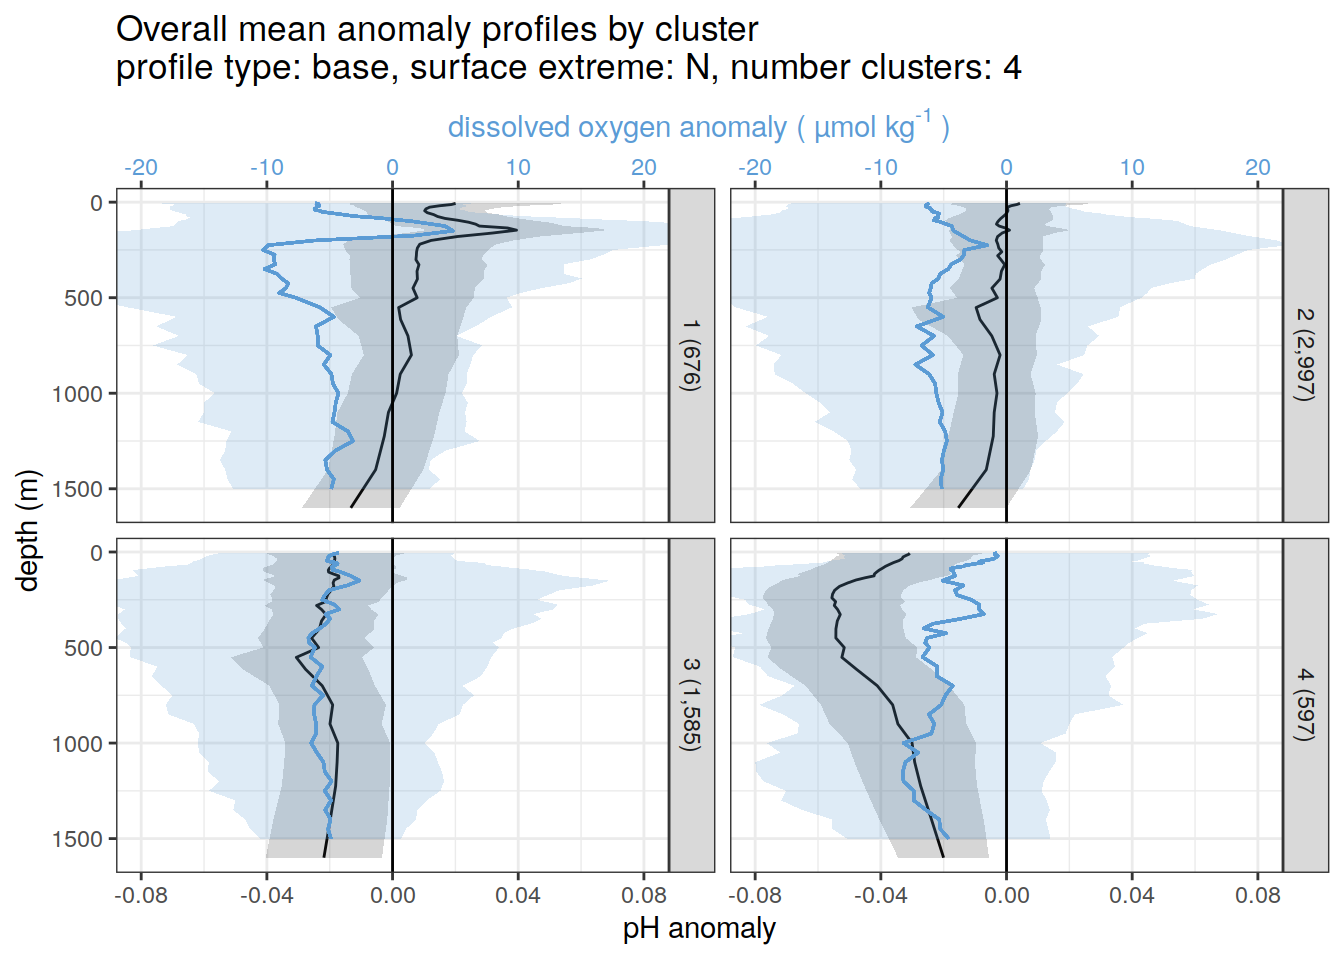 Overall mean anomaly profiles by cluster
profile type: base, surface extreme: N, number clusters: 4
dissolved oxygen anomaly ( µmol kg⁻¹ )
-20 -10 0 10 20 -10 0 10 20
-20
0
500
1000
1500
1 (676)
2 (2,997)
depth (m)
0
500
1000
1500
3 (1,585)
4 (597)
-0.08 -0.04 0.00 0.04 0.08 -0.08 -0.04 0.00 0.04 0.08
pH anomaly